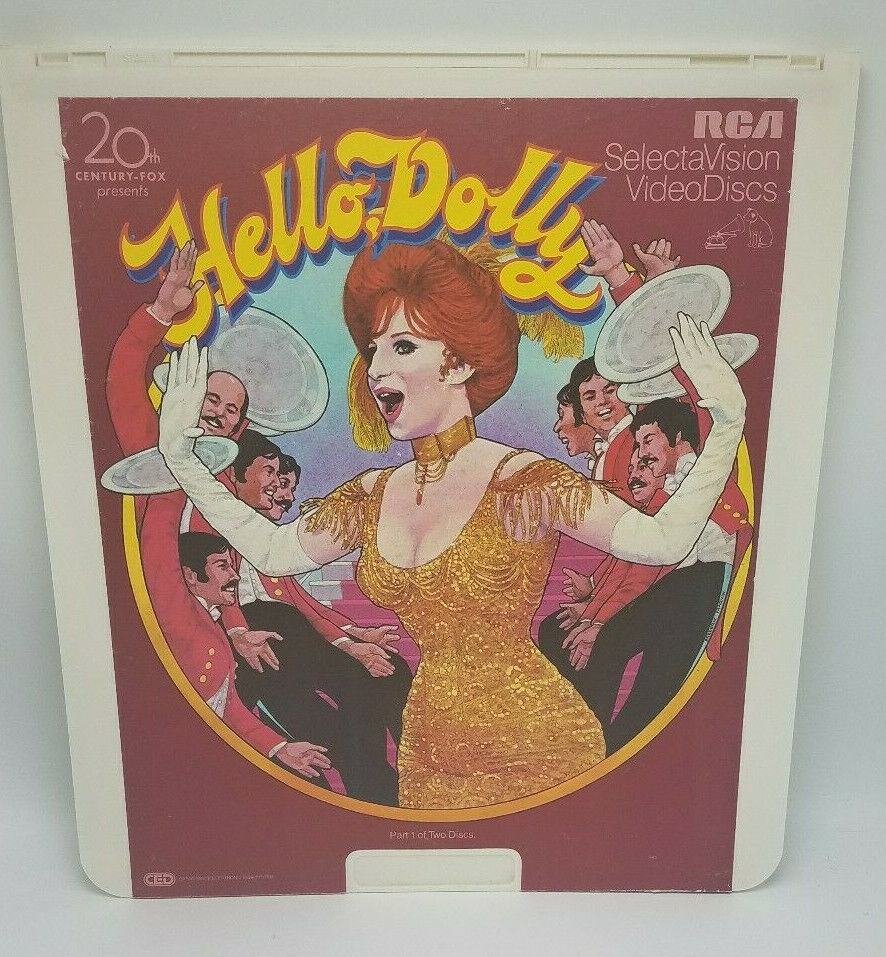 20th
CENTURY-FOX
presents
RCA
SelectaVision
VideoDiscs
Hello, Dolly
Part 1 of Two Discs.
CED